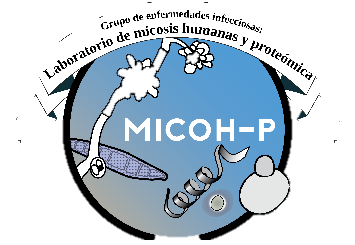 Grupo de enfermedades infecciosas:
Laboratorio de micosis humanas y proteómica
MICOH-P